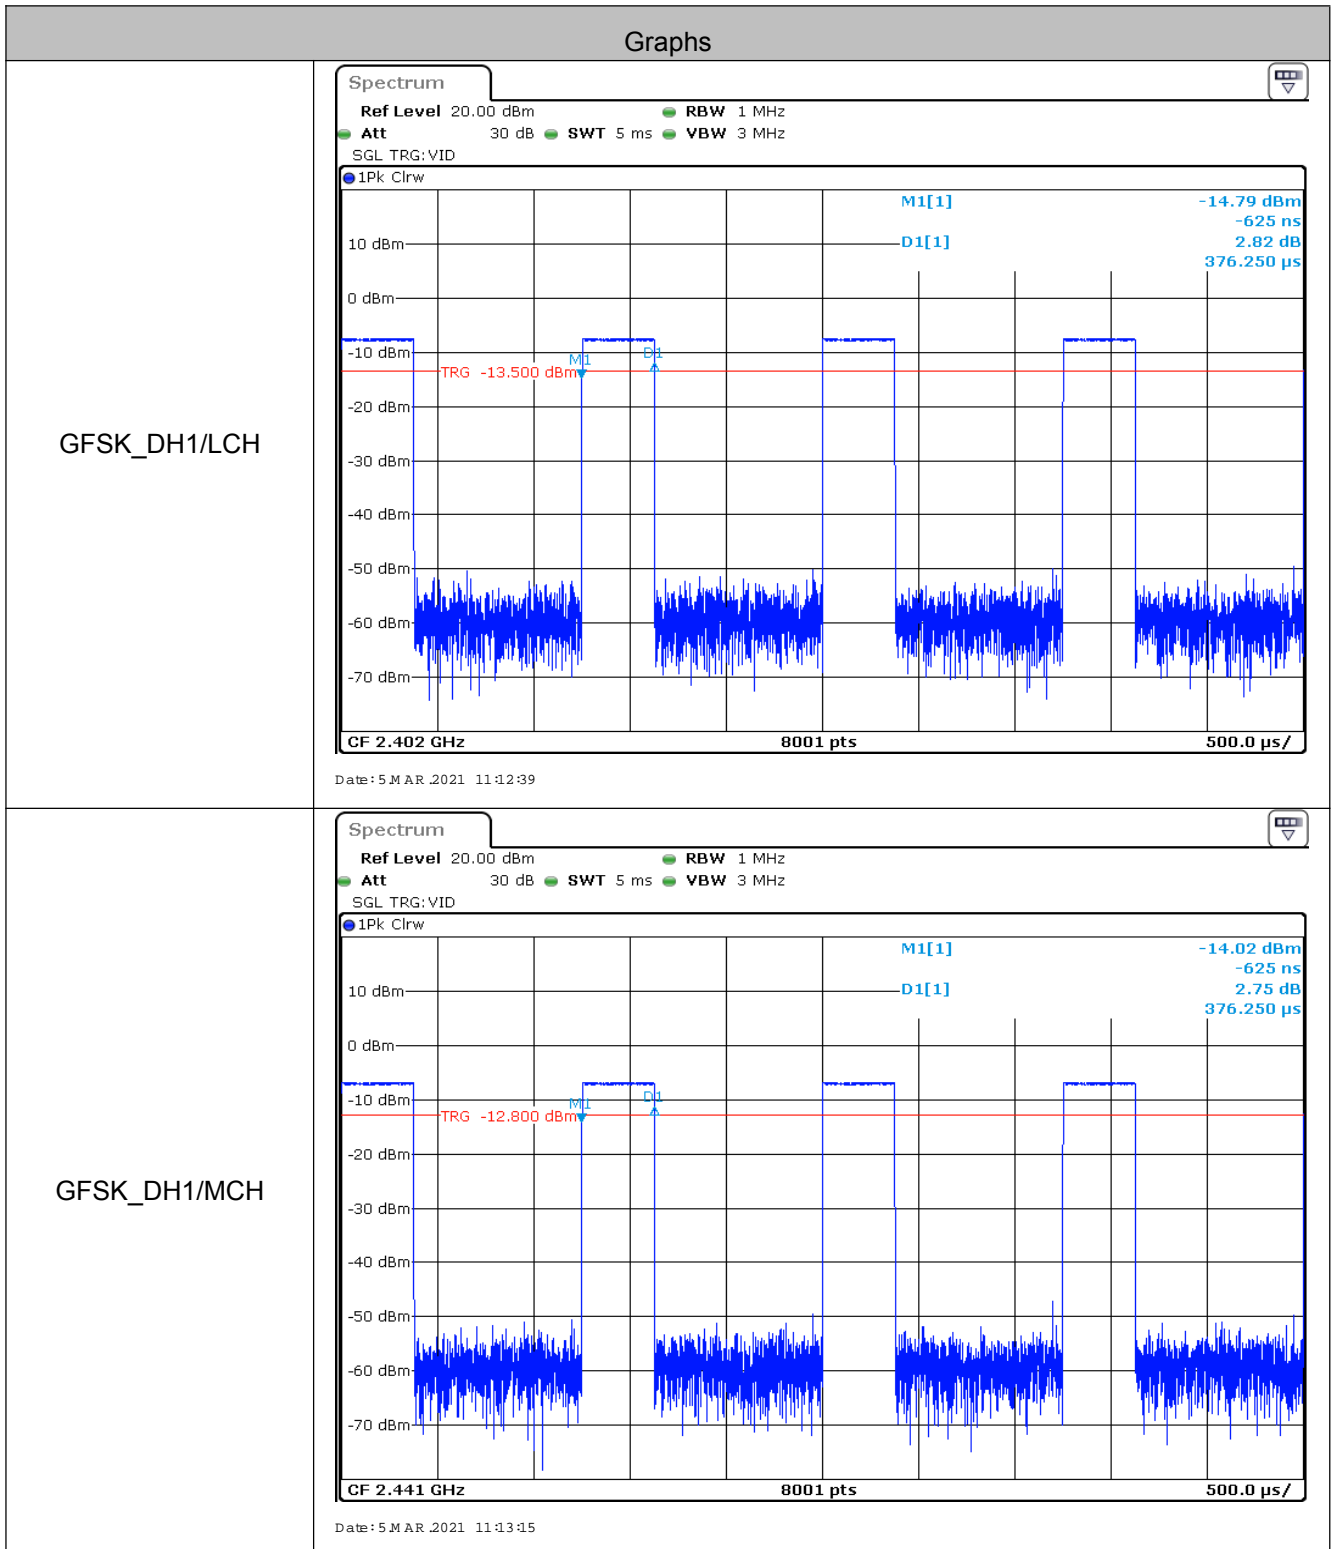 Graphs
GFSK_DH1/LCH
Spectrum
Ref Level 20.00 dBm RBW 1 MHz
Att 30 dB SWT 5 ms VBW 3 MHz
SGL TRG:VID
1Pk Clrw
M1[1] -14.79 dBm
-625 ns
10 dBm D1[1] 2.82 dB
376.250 µs
0 dBm
-10 dBm M1 D1
TRG -13.500 dBm
-20 dBm
-30 dBm
-40 dBm
-50 dBm
-60 dBm
-70 dBm
CF 2.402 GHz 8001 pts 500.0 µs/
Date: 5.MAR.2021 11:12:39
GFSK_DH1/MCH
Spectrum
Ref Level 20.00 dBm RBW 1 MHz
Att 30 dB SWT 5 ms VBW 3 MHz
SGL TRG:VID
1Pk Clrw
M1[1] -14.02 dBm
-625 ns
10 dBm D1[1] 2.75 dB
376.250 µs
0 dBm
-10 dBm M1 D1
TRG -12.800 dBm
-20 dBm
-30 dBm
-40 dBm
-50 dBm
-60 dBm
-70 dBm
CF 2.441 GHz 8001 pts 500.0 µs/
Date: 5.MAR.2021 11:13:15